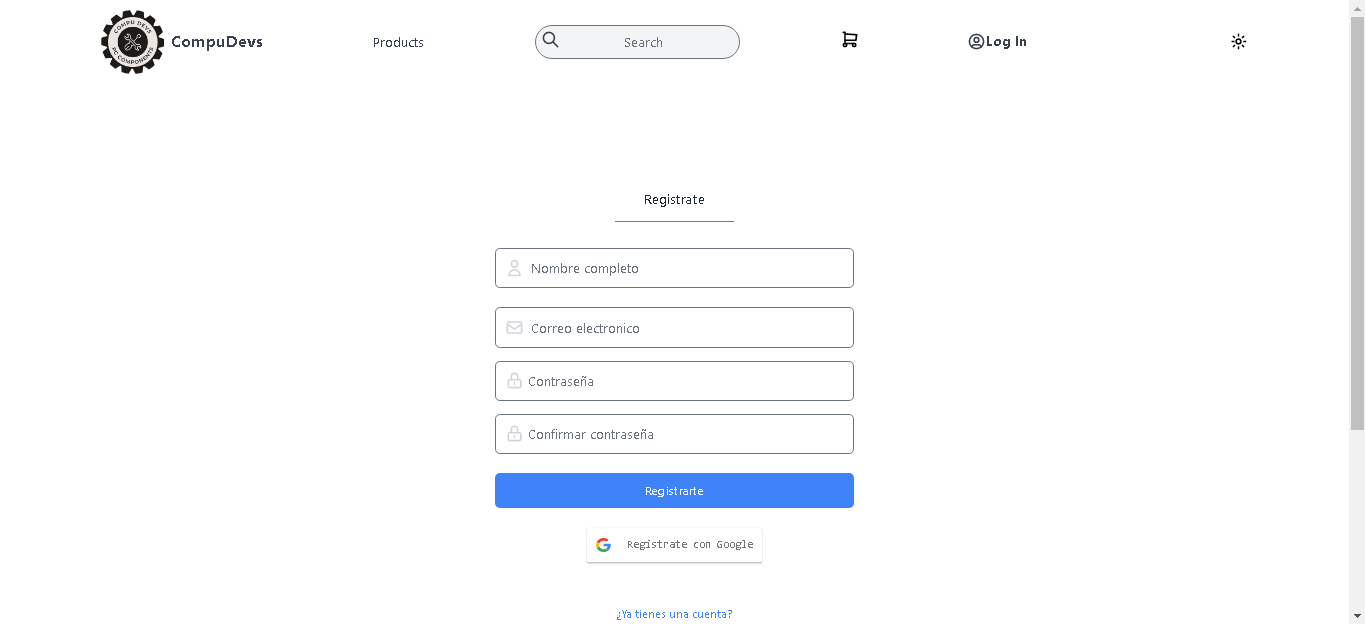 COMPU DEVS
PC COMPONENTS
CompuDevs
Products
Search
Log In
Registrate
Nombre completo
Correo electronico
Contraseña
Confirmar contraseña
Registrarte
Registrate con Google
¿Ya tienes una cuenta?